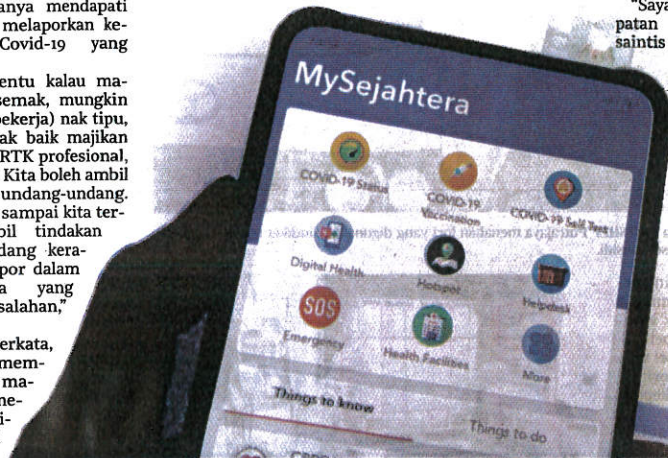 anya mendapati
melaporkan ke-
Covid-19 yang
entu kalau ma-
semak, mungkin
pekerja) nak tipu,
ak baik majikan
RTK profesional,
Kita boleh ambil
undang-undang.
sampai kita ter-
bil tindakan
dang kera-
por dalam
a yang
salahan,"
erkata,
mem-
ma-
ne-
i-
"Saya
patan
saintis
MySejahtera
COVID-19 Status
COVID-19
Vaccination
COVID-19 Self Test
Digital Health
Hotspot
Helpdesk
SOS
Emergency
Health Facilities
More
Things to know
Things to do